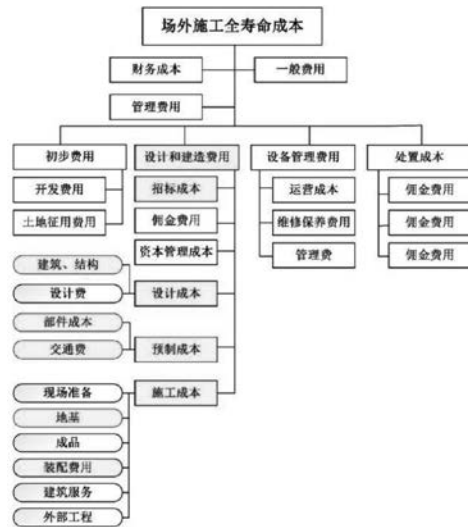 场外施工全寿命成本
财务成本
一般费用
管理费用
初步费用
设计和建造费用
设备管理费用
处置成本
开发费用
招标成本
运营成本
佣金费用
土地征用费用
佣金费用
维修保养费用
佣金费用
资本管理成本
管理费
佣金费用
建筑、结构
设计费
设计成本
部件成本
交通费
预制成本
现场准备
施工成本
地基
成品
装配费用
建筑服务
外部工程